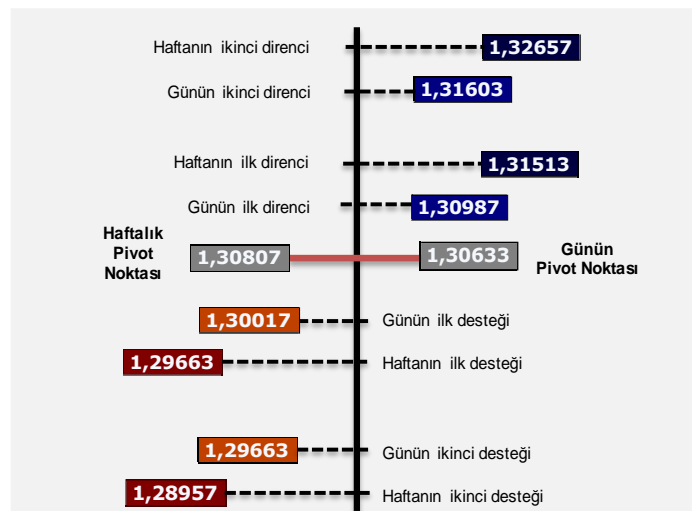 Haftanın ikinci direnci
1,32657
Günün ikinci direnci
1,31603
Haftanın ilk direnci
1,31513
Günün ilk direnci
1,30987
Haftalık
Pivot
Noktası
1,30807
1,30633
Günün
Pivot Noktası
1,30017
Günün ilk desteği
1,29663
Haftanın ilk desteği
1,29663
Günün ikinci desteği
1,28957
Haftanın ikinci desteği